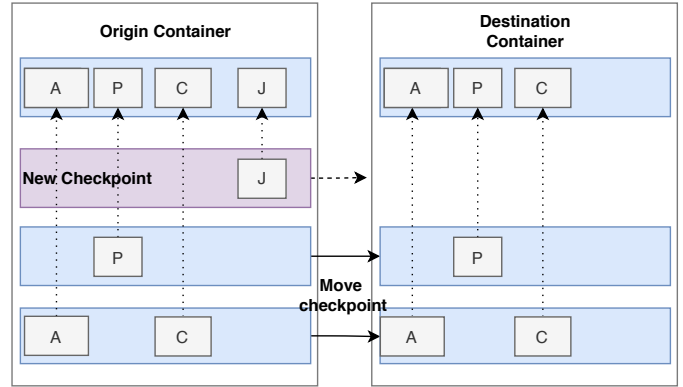 Origin Container
Destination
Container
A P C J
A P C
New Checkpoint
J
P
P
Move
checkpoint
A C
A C